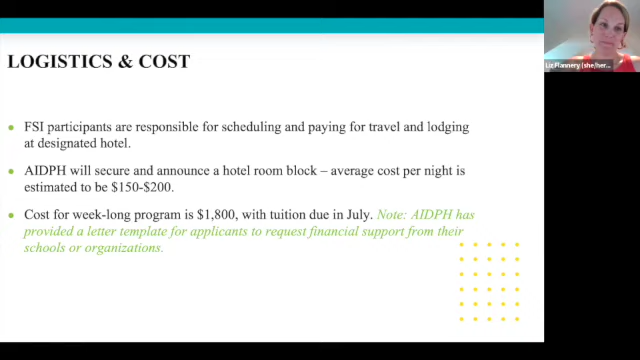 LOGISTICS & COST
Liz Flannery (she/her...
● FSI participants are responsible for scheduling and paying for travel and lodging
at designated hotel.
● AIDPH will secure and announce a hotel room block – average cost per night is
estimated to be $150-$200.
● Cost for week-long program is $1,800, with tuition due in July. Note: AIDPH has
provided a letter template for applicants to request financial support from their
schools or organizations.